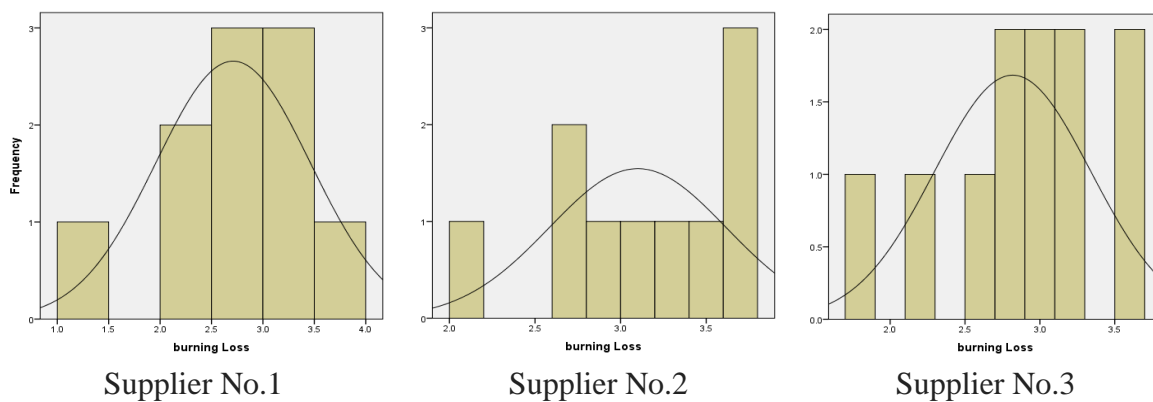 Frequency
3
2
1
0
1.0 1.5 2.0 2.5 3.0 3.5 4.0
burning Loss
Supplier No.1
3
2
1
0
2.0 2.5 3.0 3.5
burning Loss
Supplier No.2
2.0
1.5
1.0
0.5
0.0
2.0 2.5 3.0 3.5
burning Loss
Supplier No.3